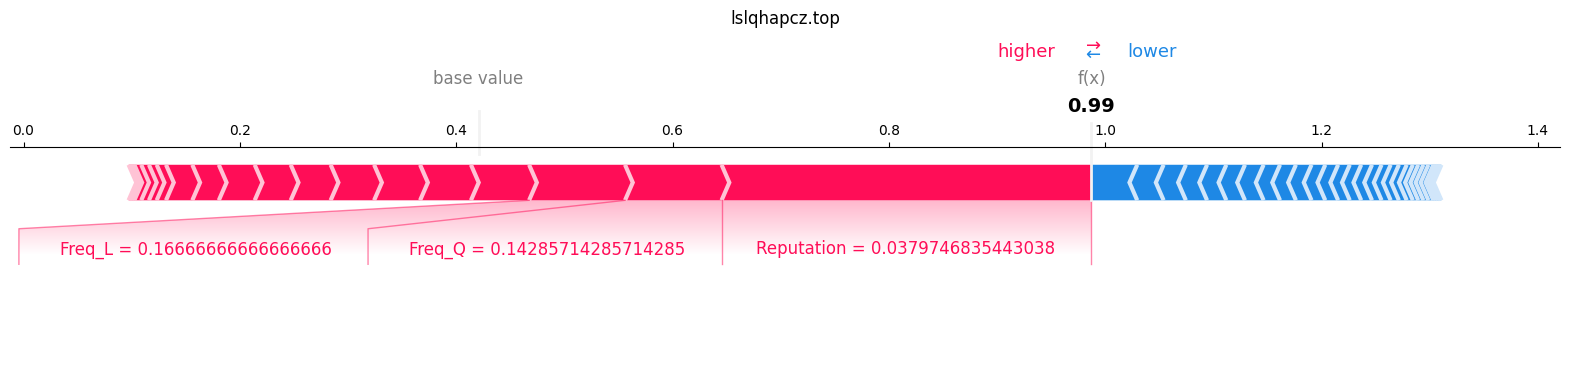 lslqhapcz.top
higher ⇄ lower
base value f(x)
0.99
0.0 0.2 0.4 0.6 0.8 1.0 1.2 1.4
Freq_L = 0.16666666666666666 Freq_Q = 0.14285714285714285 Reputation = 0.0379746835443038